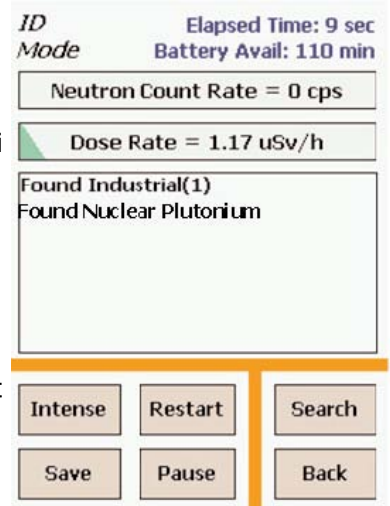 ID Elapsed Time: 9 sec
Mode Battery Avail: 110 min
Neutron Count Rate = 0 cps
Dose Rate = 1.17 uSv/h
Found Industrial(1)
Found Nuclear Plutonium
Intense Restart Search
Save Pause Back